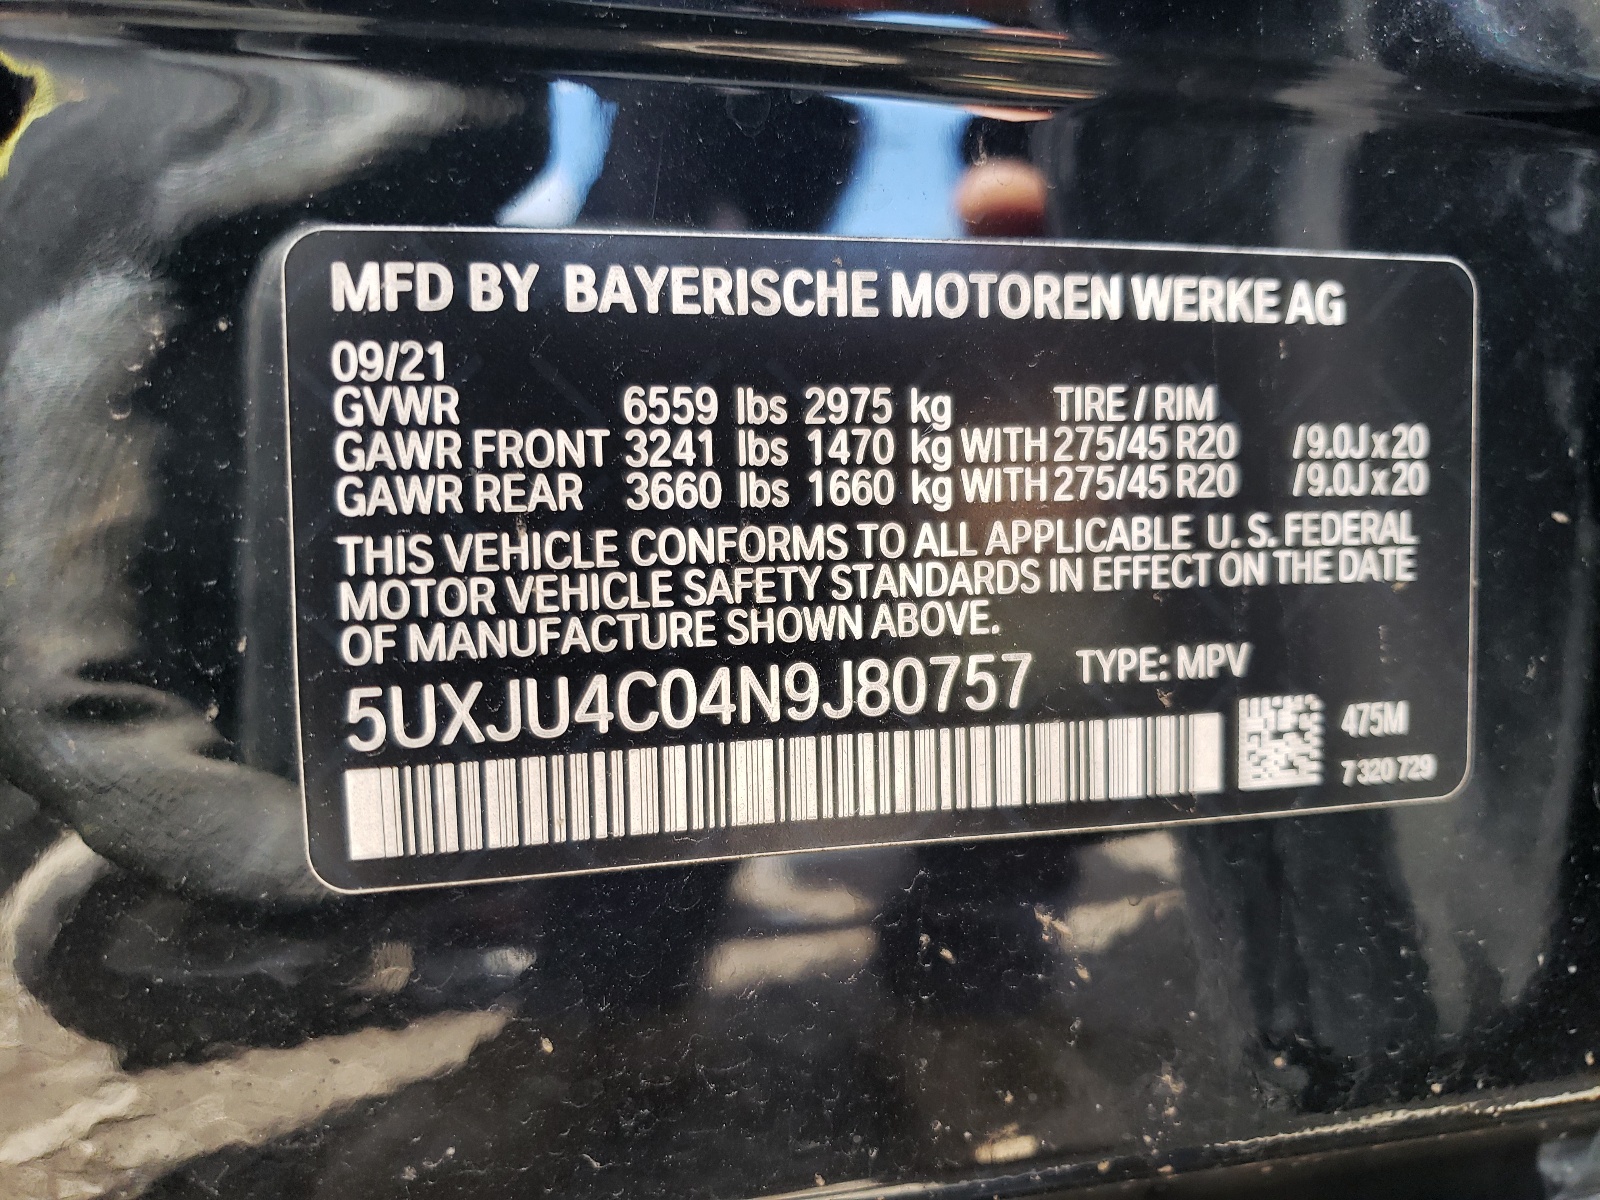 MFD BY BAYERISCHE MOTOREN WERKE AG
09/21
GVWR 6559 lbs 2975 kg TIRE / RIM
GAWR FRONT 3241 lbs 1470 kg WITH 275/45 R20 /9.0J x 20
GAWR REAR 3660 lbs 1660 kg WITH 275/45 R20 /9.0J x 20
THIS VEHICLE CONFORMS TO ALL APPLICABLE U. S. FEDERAL
MOTOR VEHICLE SAFETY STANDARDS IN EFFECT ON THE DATE
OF MANUFACTURE SHOWN ABOVE.
5UXJU4C04N9J80757 TYPE: MPV
475M
7 320 729